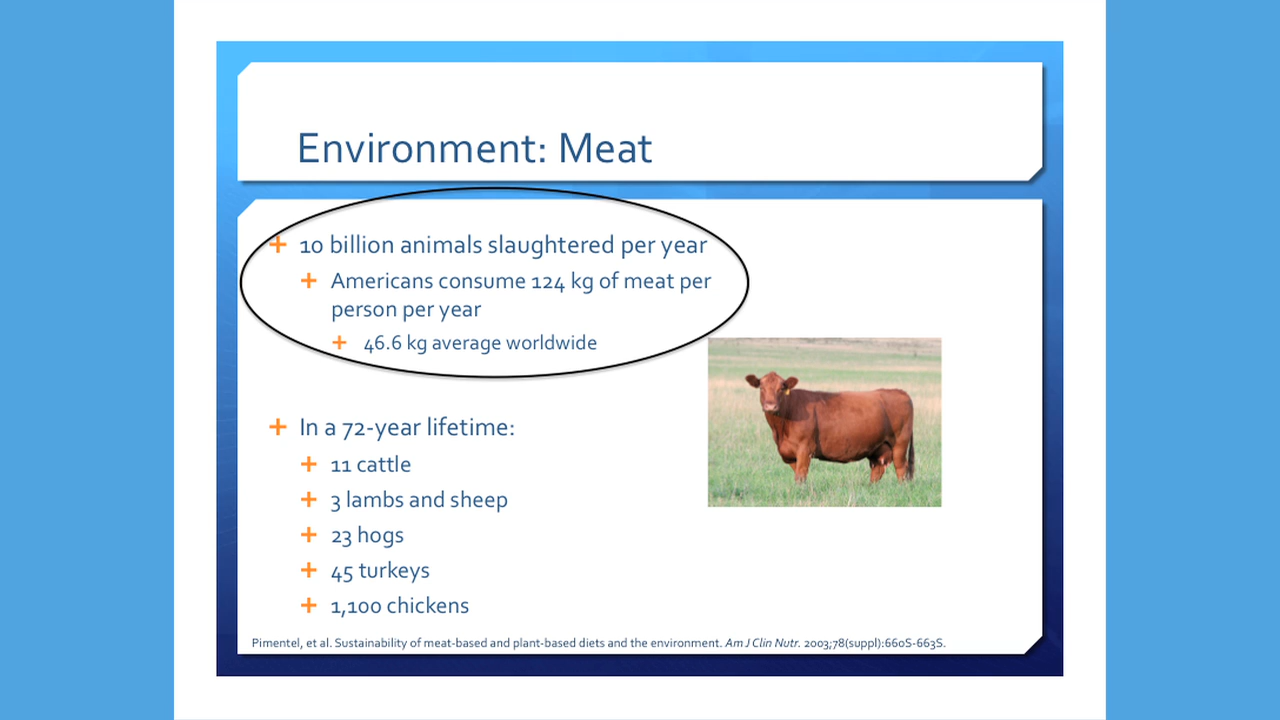 Environment: Meat
10 billion animals slaughtered per year
Americans consume 124 kg of meat per
person per year
46.6 kg average worldwide
In a 72-year lifetime:
11 cattle
3 lambs and sheep
23 hogs
45 turkeys
1,100 chickens
Pimentel, et al. Sustainability of meat-based and plant-based diets and the environment. Am J Clin Nutr. 2003;78(suppl):660S-663S.